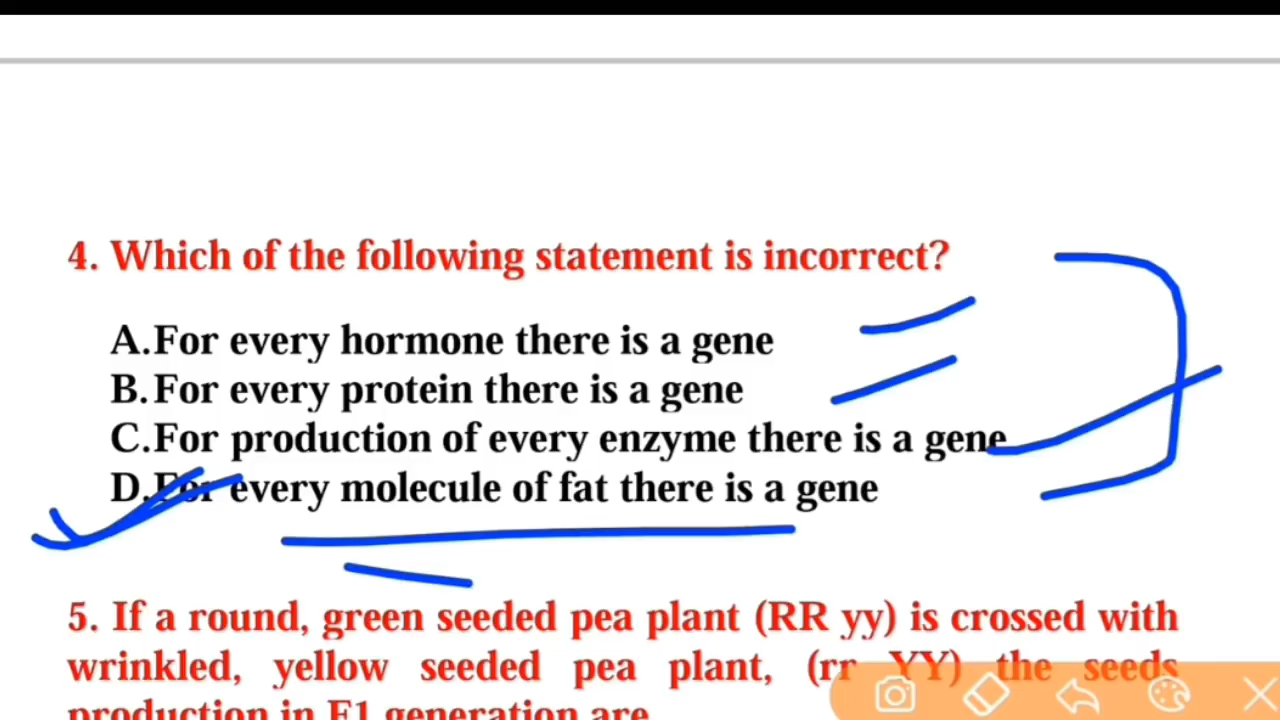 4. Which of the following statement is incorrect?
A.For every hormone there is a gene
B.For every protein there is a gene
C.For production of every enzyme there is a gene
D.For every molecule of fat there is a gene
5. If a round, green seeded pea plant (RR yy) is crossed with
wrinkled, yellow seeded pea plant, (rr YY) the seeds
production in F1 generation are